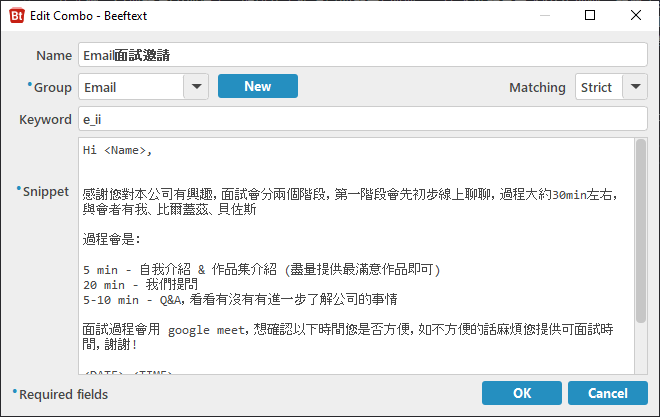 Bt Edit Combo - Beeftext
Name Email面試邀請
Group Email New Matching Strict
Keyword e_ii
Snippet
Hi <Name>,
感謝您對本公司有興趣，面試會分兩個階段，第一階段會先初步線上聊聊，過程大約30min左右，
與會者有我、比爾蓋茲、貝佐斯
過程會是：
5 min - 自我介紹 & 作品集介紹 (盡量提供最滿意作品即可)
20 min - 我們提問
5-10 min - Q&A，看看有沒有有進一步了解公司的事情
面試過程會用 google meet，想確認以下時間您是否方便，如不方便的話麻煩您提供可面試時
間，謝謝！
<DATE> <TIME>
Required fields OK Cancel